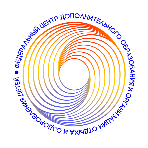 ФЕДЕРАЛЬНЫЙ ЦЕНТР ДОПОЛНИТЕЛЬНОГО ОБРАЗОВАНИЯ И ОРГАНИЗАЦИИ ОТДЫХА И ОЗДОРОВЛЕНИЯ ДЕТЕЙ